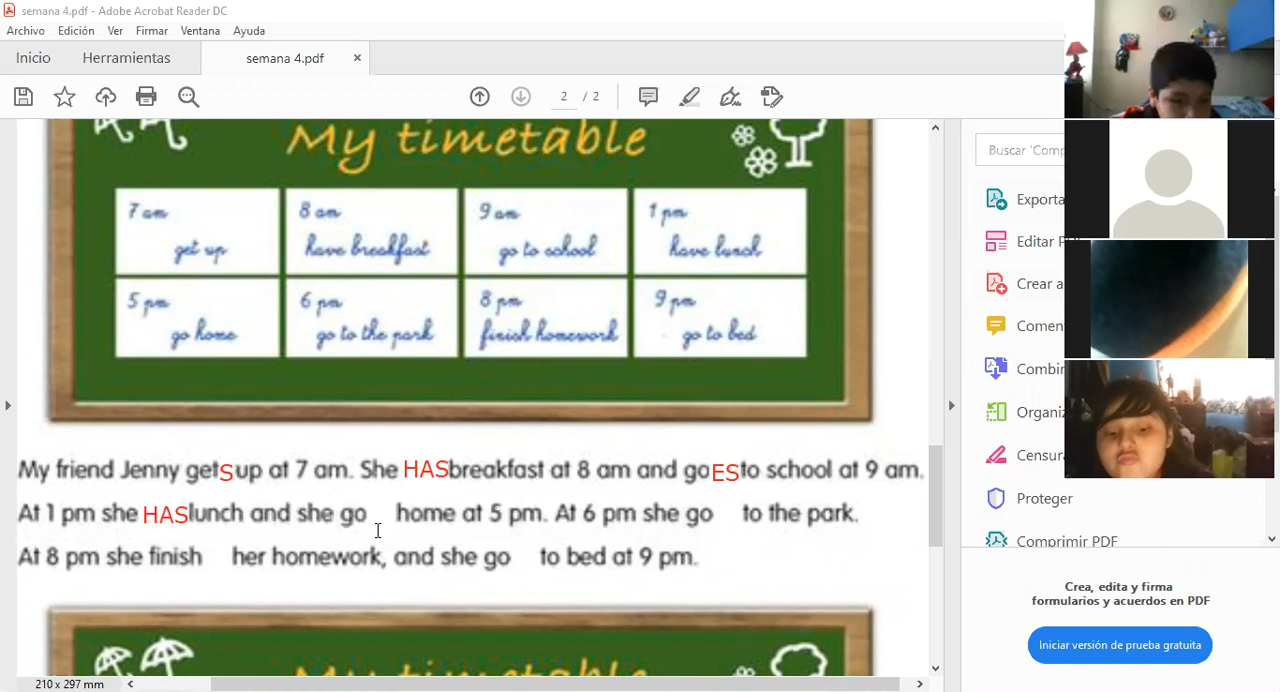 semana 4.pdf - Adobe Acrobat Reader DC
Archivo Edición Ver Firmar Ventana Ayuda
Inicio Herramientas semana 4.pdf ×
2 / 2
My timetable
7 am
get up
8 am
have breakfast
9 am
go to school
1 pm
have lunch
5 pm
go home
6 pm
go to the park
8 pm
finish homework
9 pm
go to bed
My friend Jenny getS up at 7 am. She HAS breakfast at 8 am and goES to school at 9 am.
At 1 pm she HAS lunch and she go home at 5 pm. At 6 pm she go to the park.
At 8 pm she finish her homework, and she go to bed at 9 pm.
My timetable
210 x 297 mm
Buscar 'Comp
Exporta
Editar P
Crear a
Comen
Combin
Organiz
Censura
Proteger
Comprimir PDF
Crea, edita y firma
formularios y acuerdos en PDF
Iniciar versión de prueba gratuita